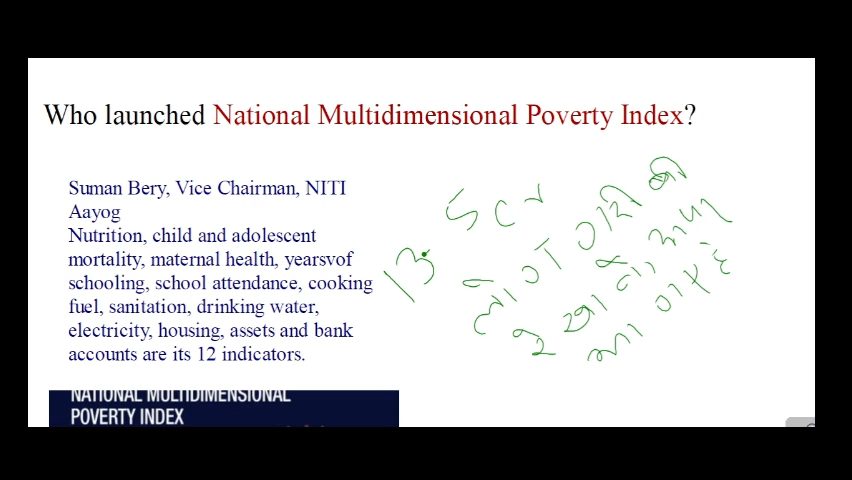 Who launched National Multidimensional Poverty Index?
Suman Bery, Vice Chairman, NITI
Aayog
Nutrition, child and adolescent
mortality, maternal health, yearsvof
schooling, school attendance, cooking
fuel, sanitation, drinking water,
electricity, housing, assets and bank
accounts are its 12 indicators.
13.
NATIONAL MULTIDIMENSIONAL
POVERTY INDEX